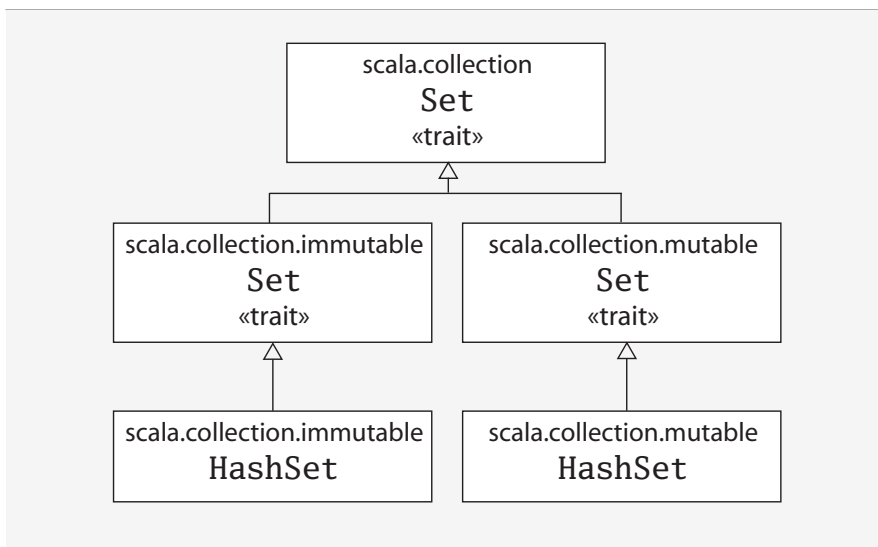 scala.collection
Set
«trait»
scala.collection.immutable
Set
«trait»
scala.collection.mutable
Set
«trait»
scala.collection.immutable
HashSet
scala.collection.mutable
HashSet